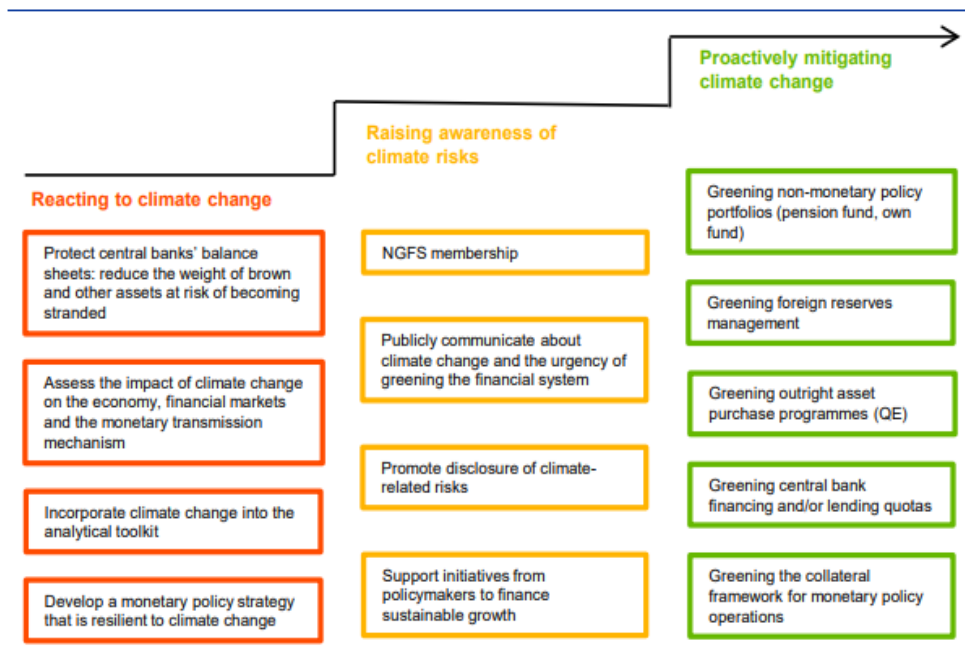 Reacting to climate change
Protect central banks' balance
sheets: reduce the weight of brown
and other assets at risk of becoming
stranded
Assess the impact of climate change
on the economy, financial markets
and the monetary transmission
mechanism
Incorporate climate change into the
analytical toolkit
Develop a monetary policy strategy
that is resilient to climate change
Raising awareness of
climate risks
NGFS membership
Publicly communicate about
climate change and the urgency of
greening the financial system
Promote disclosure of climate-
related risks
Support initiatives from
policymakers to finance
sustainable growth
Proactively mitigating
climate change
Greening non-monetary policy
portfolios (pension fund, own
fund)
Greening foreign reserves
management
Greening outright asset
purchase programmes (QE)
Greening central bank
financing and/or lending quotas
Greening the collateral
framework for monetary policy
operations